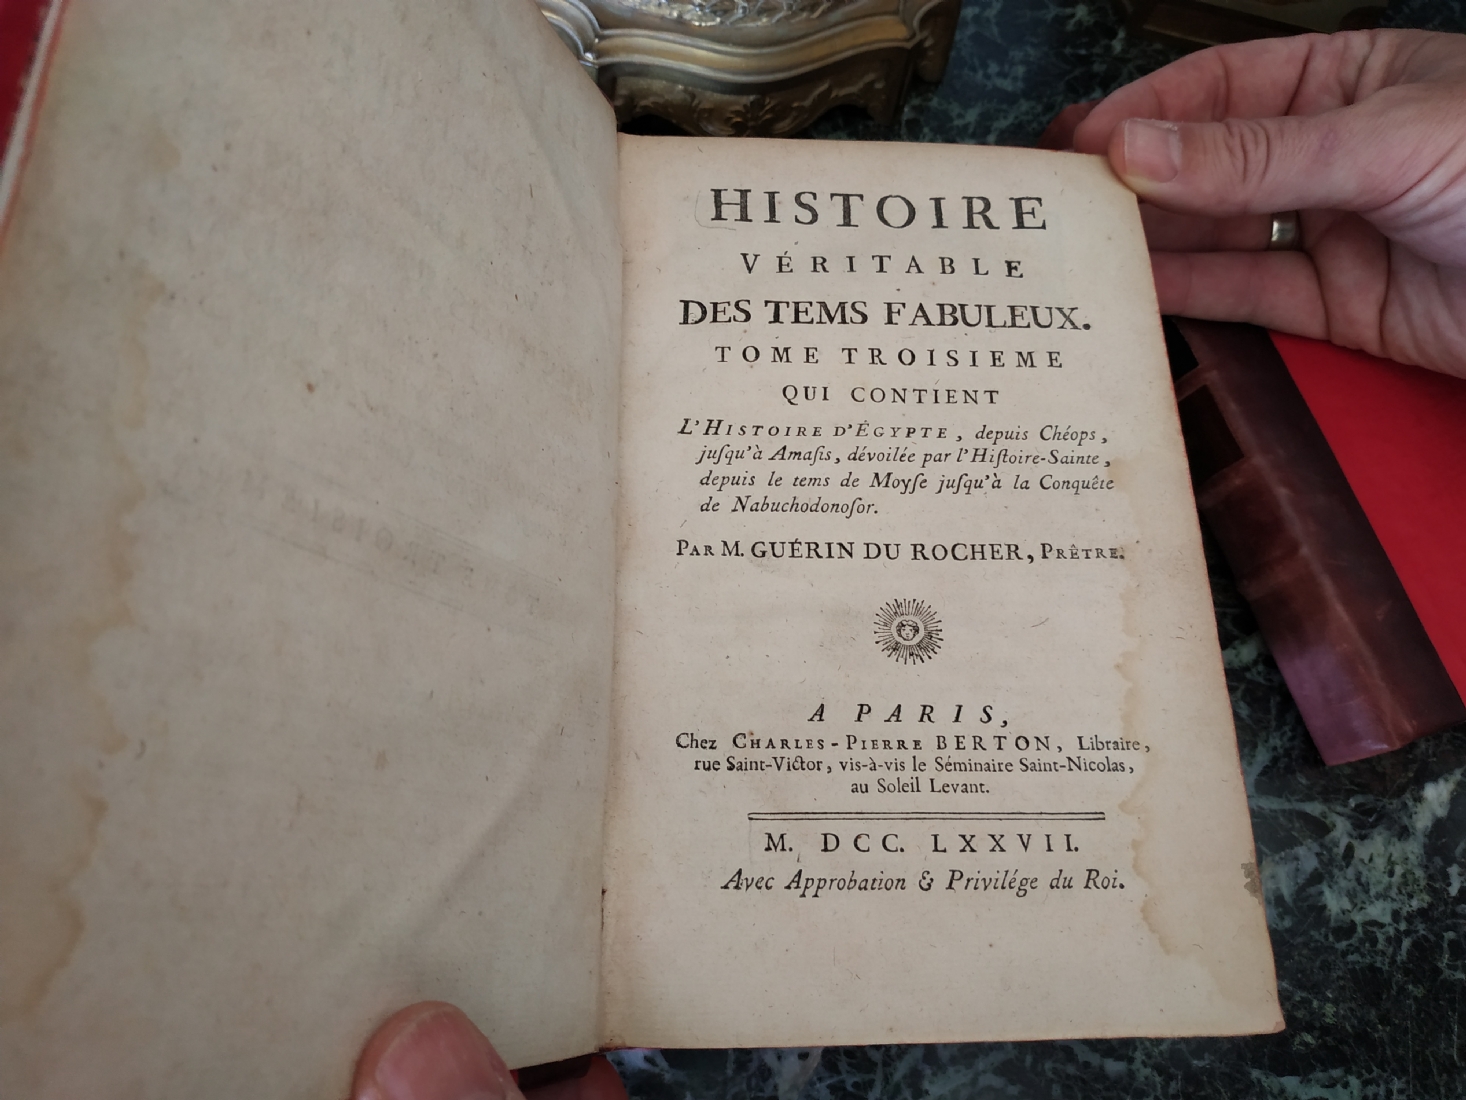 HISTOIRE
VÉRITABLE
DES TEMS FABULEUX.
TOME TROISIEME
QUI CONTIENT
L'HISTOIRE D'ÉGYPTE, depuis Chéops,
juſqu'à Amaſis, dévoilée par l'Hiſtoire-Sainte,
depuis le tems de Moyſe juſqu'à la Conquête
de Nabuchodonoſor.
PAR M. GUÉRIN DU ROCHER, PRÊTRE.
A PARIS,
Chez CHARLES-PIERRE BERTON, Libraire,
rue Saint-Victor, vis-à-vis le Séminaire Saint-Nicolas,
au Soleil Levant.
M. DCC. LXXVII.
Avec Approbation & Privilége du Roi.